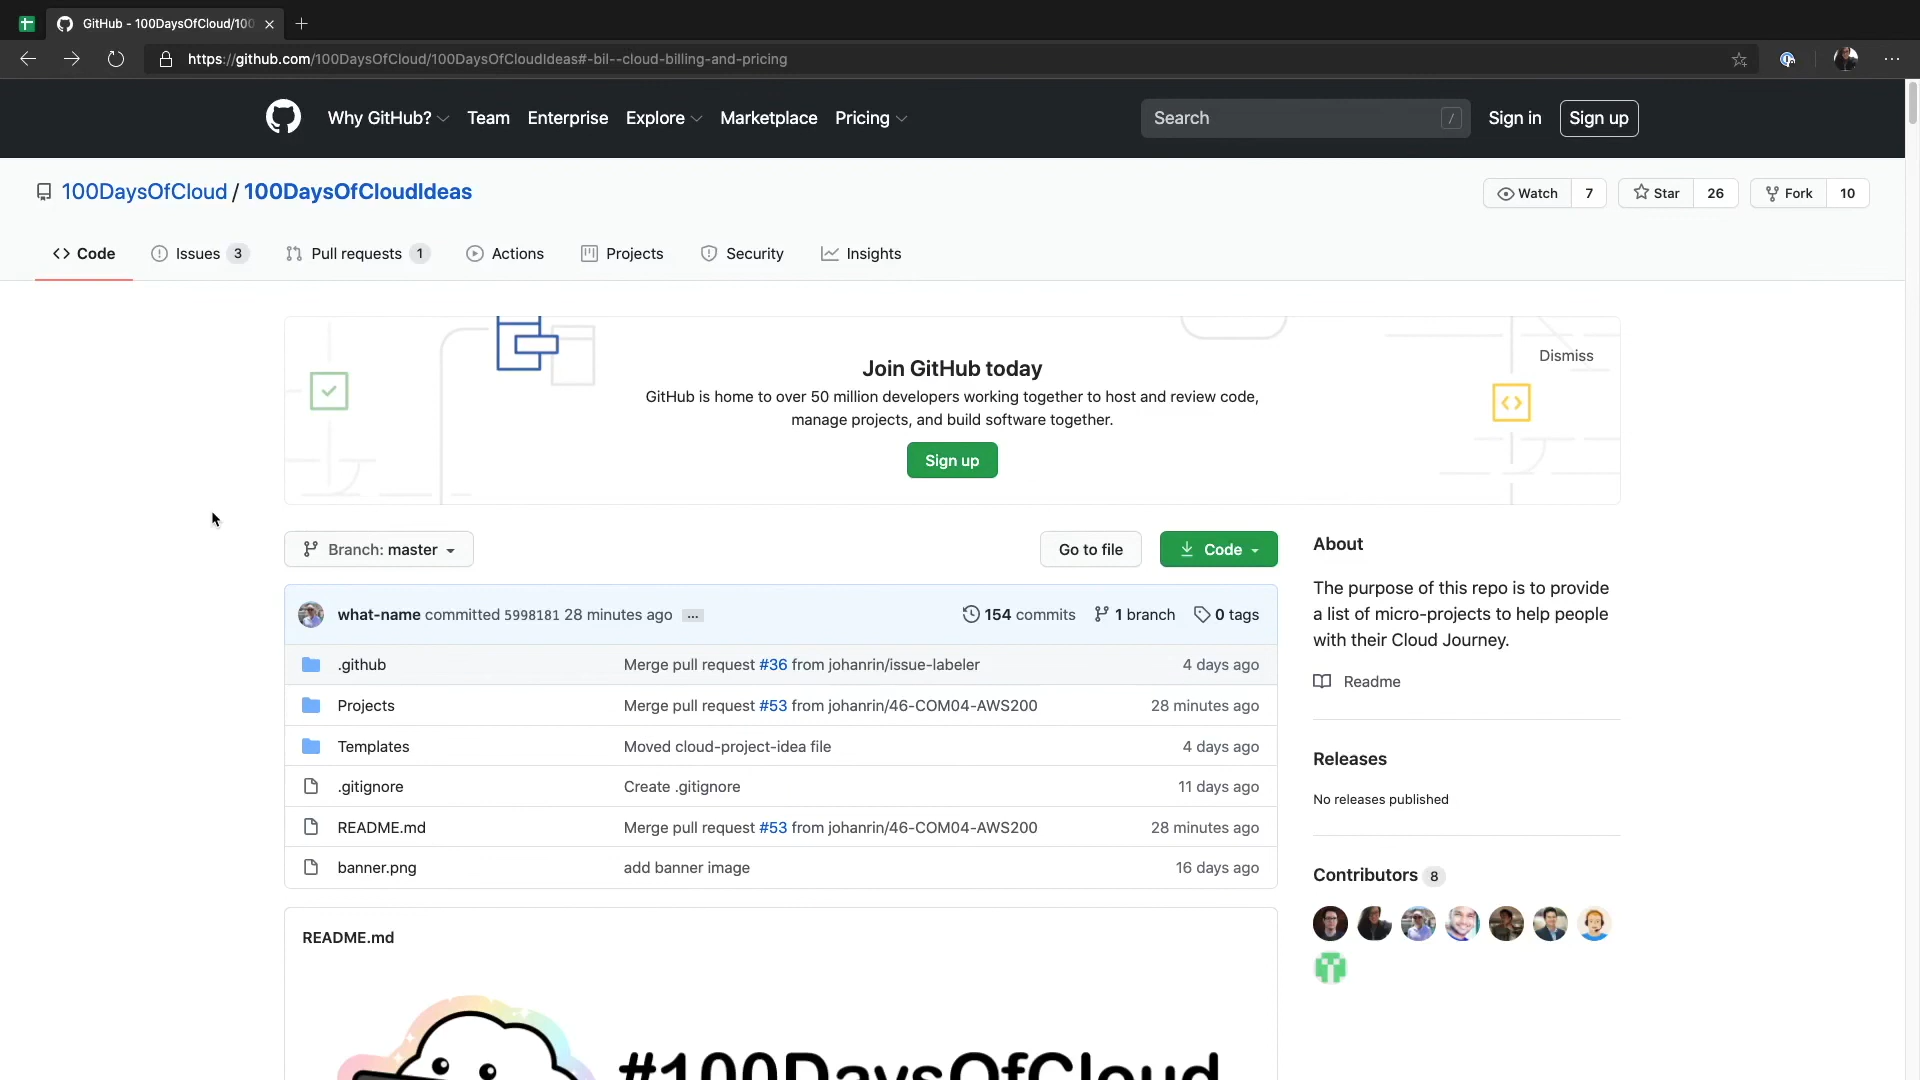 GitHub - 100DaysOfCloud/100
https://github.com/100DaysOfCloud/100DaysOfCloudIdeas#-bil--cloud-billing-and-pricing
Why GitHub? Team Enterprise Explore Marketplace Pricing Search / Sign in Sign up
100DaysOfCloud / 100DaysOfCloudIdeas
Watch 7 Star 26 Fork 10
Code Issues 3 Pull requests 1 Actions Projects Security Insights
Join GitHub today
Dismiss
GitHub is home to over 50 million developers working together to host and review code,
manage projects, and build software together.
Sign up
Branch: master Go to file Code
what-name committed 5998181 28 minutes ago ... 154 commits 1 branch 0 tags
.github Merge pull request #36 from johanrin/issue-labeler 4 days ago
Projects Merge pull request #53 from johanrin/46-COM04-AWS200 28 minutes ago
Templates Moved cloud-project-idea file 4 days ago
.gitignore Create .gitignore 11 days ago
README.md Merge pull request #53 from johanrin/46-COM04-AWS200 28 minutes ago
banner.png add banner image 16 days ago
README.md
#100DaysOfCloud
About
The purpose of this repo is to provide
a list of micro-projects to help people
with their Cloud Journey.
Readme
Releases
No releases published
Contributors 8